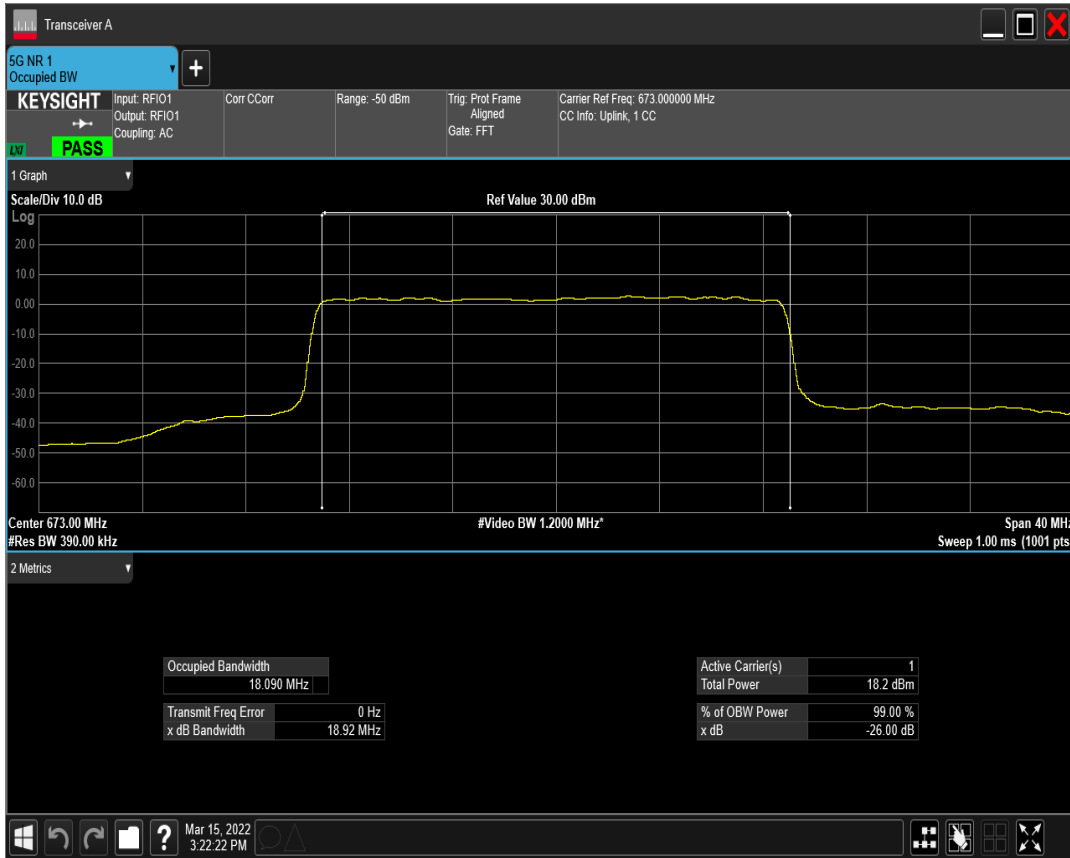 Transceiver A
5G NR 1
Occupied BW
KEYSIGHT
LXI
PASS
Input: RFIO1
Output: RFIO1
Coupling: AC
Corr CCorr
Range: -50 dBm
Trig: Prot Frame
Aligned
Gate: FFT
Carrier Ref Freq: 673.000000 MHz
CC Info: Uplink, 1 CC
1 Graph
Scale/Div 10.0 dB
Ref Value 30.00 dBm
Log
20.0
10.0
0.00
-10.0
-20.0
-30.0
-40.0
-50.0
-60.0
Center 673.00 MHz
#Video BW 1.2000 MHz*
Span 40 MHz
#Res BW 390.00 kHz
Sweep 1.00 ms (1001 pts
2 Metrics
Occupied Bandwidth
18.090 MHz
Transmit Freq Error 0 Hz
x dB Bandwidth 18.92 MHz
Active Carrier(s) 1
Total Power 18.2 dBm
% of OBW Power 99.00 %
x dB -26.00 dB
?
Mar 15, 2022
3:22:22 PM